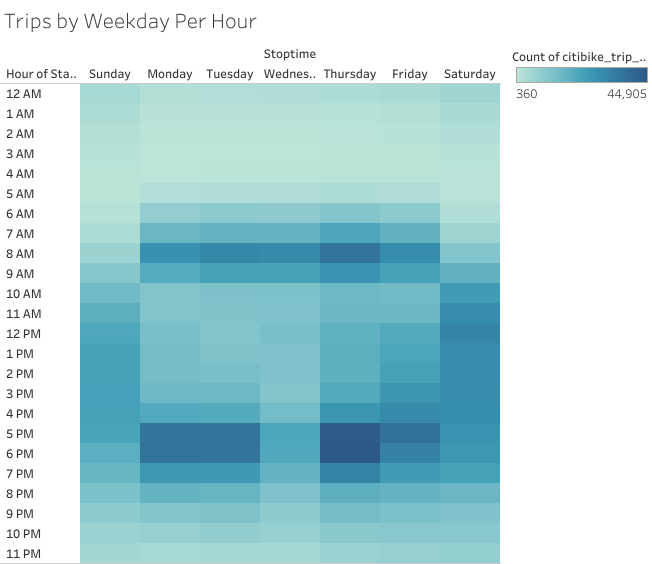 Trips by Weekday Per Hour
Stoptime
Hour of Sta.. Sunday Monday Tuesday Wednes.. Thursday Friday Saturday
Count of citibike_trip_..
360 44,905
12 AM
1 AM
2 AM
3 AM
4 AM
5 AM
6 AM
7 AM
8 AM
9 AM
10 AM
11 AM
12 PM
1 PM
2 PM
3 PM
4 PM
5 PM
6 PM
7 PM
8 PM
9 PM
10 PM
11 PM